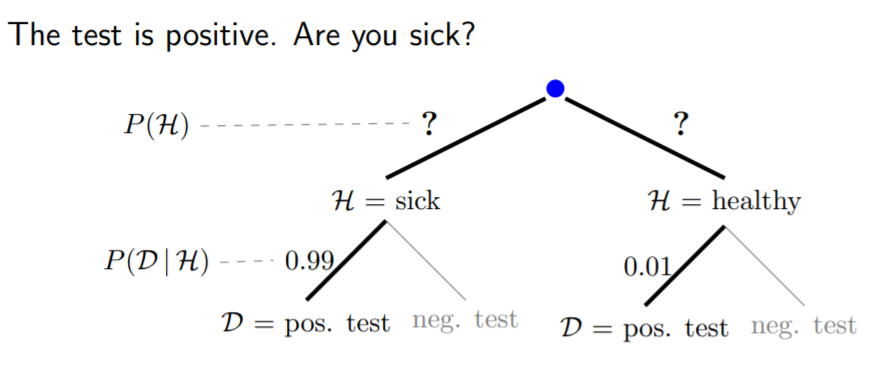 The test is positive. Are you sick?
P(ℋ) ? ?
ℋ = sick ℋ = healthy
P(𝒟 | ℋ) 0.99 0.01
𝒟 = pos. test neg. test 𝒟 = pos. test neg. test